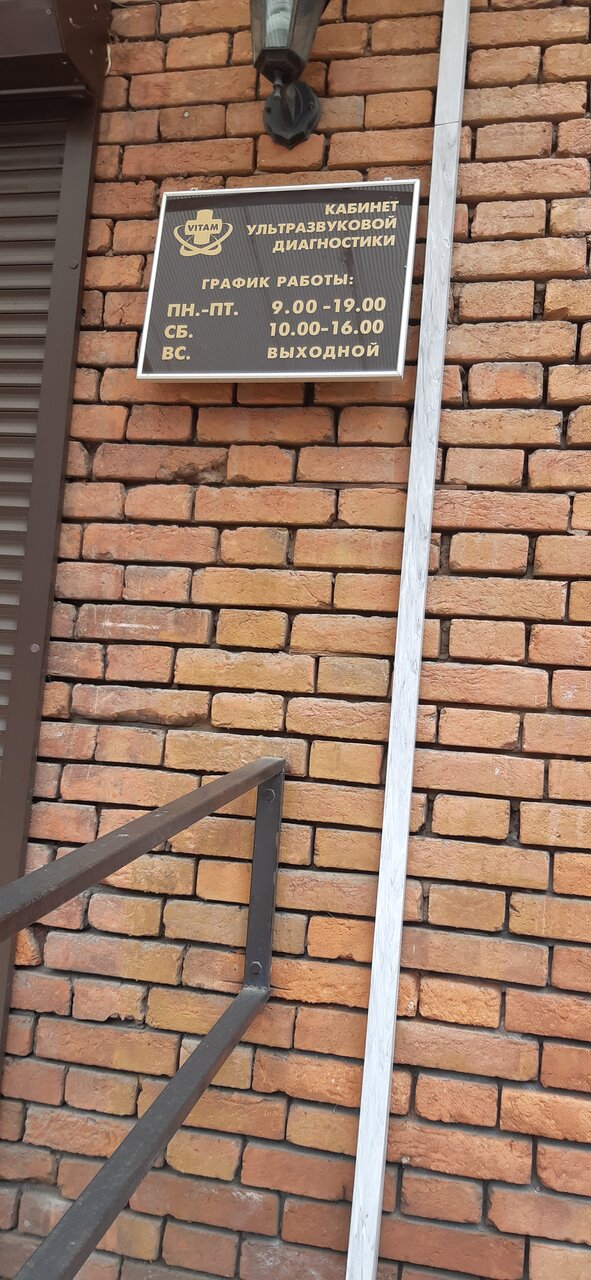 VITAM
КАБИНЕТ
УЛЬТРАЗВУКОВОЙ
ДИАГНОСТИКИ
ГРАФИК РАБОТЫ:
ПН.-ПТ. 9.00-19.00
СБ. 10.00-16.00
ВС. ВЫХОДНОЙ